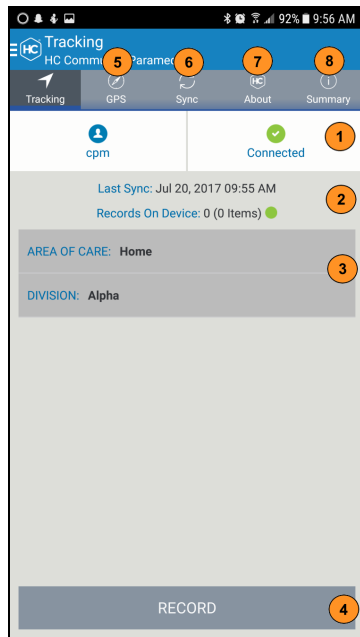 92% 9:56 AM
Tracking
HC Paramed
5 6 7 8
HC
Tracking GPS Sync About Summary
1
cpm Connected
Last Sync: Jul 20, 2017 09:55 AM
2
Records On Device: 0 (0 Items)
AREA OF CARE: Home
3
DIVISION: Alpha
RECORD 4